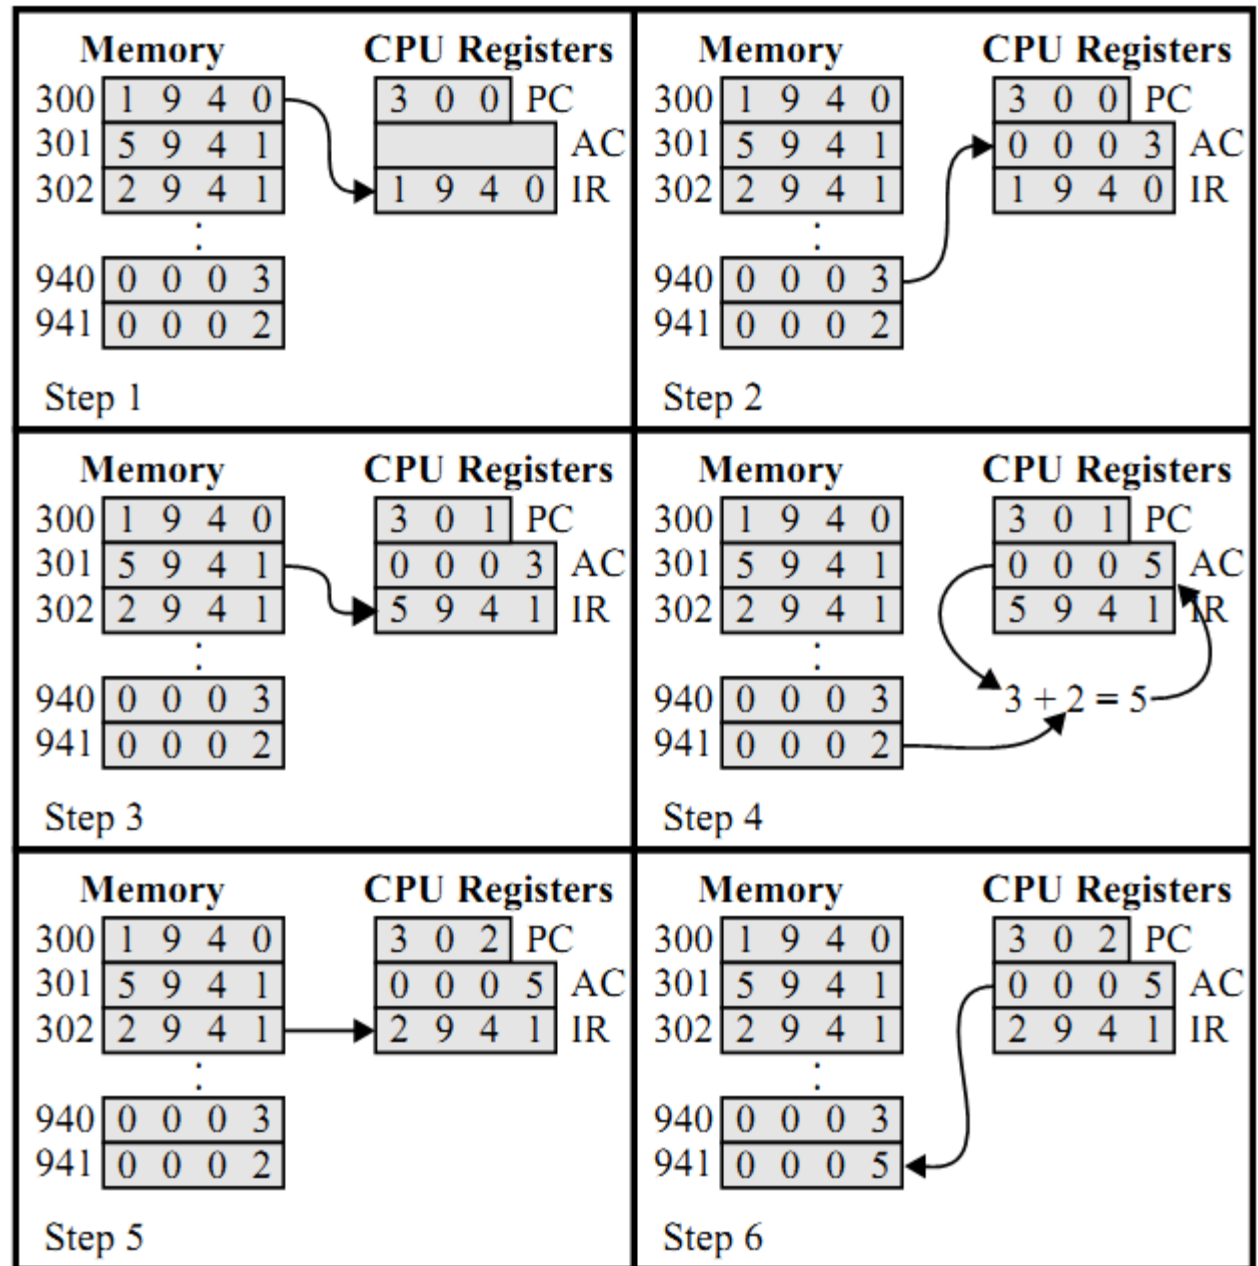 Memory CPU Registers
300 1 9 4 0 3 0 0 PC
301 5 9 4 1 AC
302 2 9 4 1 1 9 4 0 IR
:
940 0 0 0 3
941 0 0 0 2
Step 1
Memory CPU Registers
300 1 9 4 0 3 0 0 PC
301 5 9 4 1 0 0 0 3 AC
302 2 9 4 1 1 9 4 0 IR
:
940 0 0 0 3
941 0 0 0 2
Step 2
Memory CPU Registers
300 1 9 4 0 3 0 1 PC
301 5 9 4 1 0 0 0 3 AC
302 2 9 4 1 5 9 4 1 IR
:
940 0 0 0 3
941 0 0 0 2
Step 3
Memory CPU Registers
300 1 9 4 0 3 0 1 PC
301 5 9 4 1 0 0 0 5 AC
302 2 9 4 1 5 9 4 1 IR
:
940 0 0 0 3 3 + 2 = 5
941 0 0 0 2
Step 4
Memory CPU Registers
300 1 9 4 0 3 0 2 PC
301 5 9 4 1 0 0 0 5 AC
302 2 9 4 1 2 9 4 1 IR
:
940 0 0 0 3
941 0 0 0 2
Step 5
Memory CPU Registers
300 1 9 4 0 3 0 2 PC
301 5 9 4 1 0 0 0 5 AC
302 2 9 4 1 2 9 4 1 IR
:
940 0 0 0 3
941 0 0 0 5
Step 6